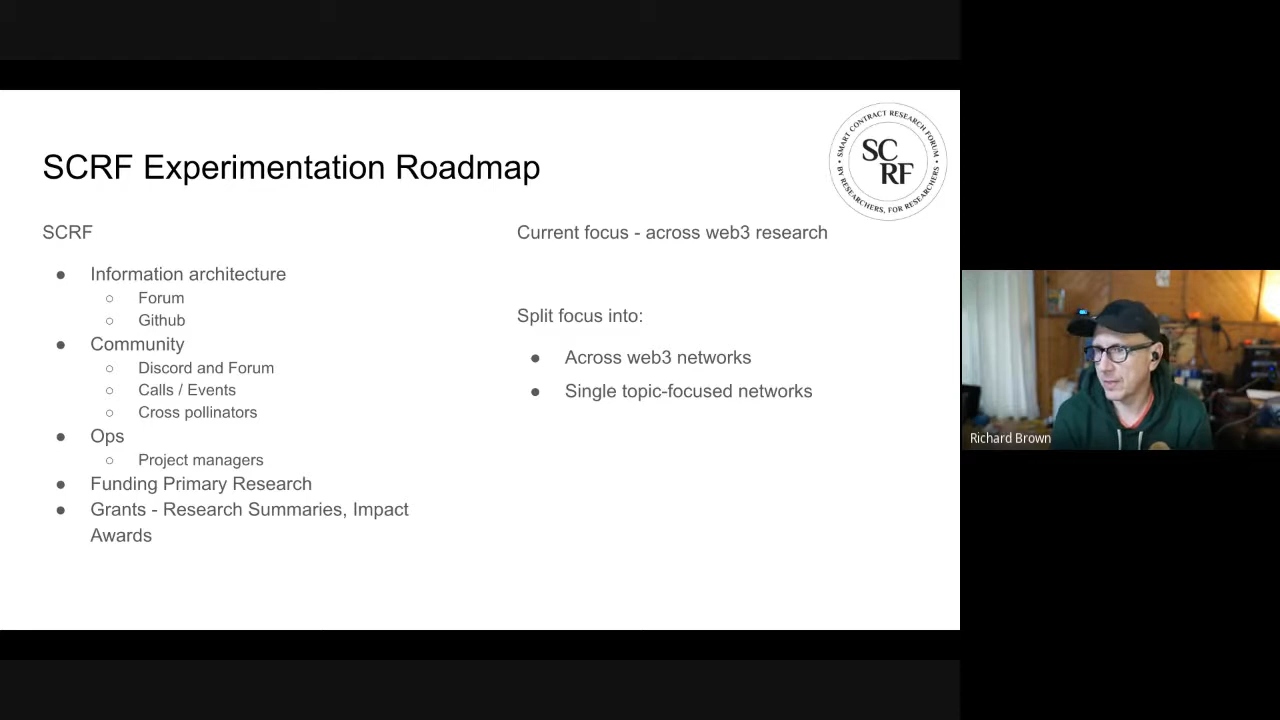 SCRF Experimentation Roadmap
SMART CONTRACT RESEARCH FORUM
• BY RESEARCHERS, FOR RESEARCHERS •
SC
RF
SCRF
● Information architecture
○ Forum
○ Github
● Community
○ Discord and Forum
○ Calls / Events
○ Cross pollinators
● Ops
○ Project managers
● Funding Primary Research
● Grants - Research Summaries, Impact
Awards
Current focus - across web3 research
Split focus into:
● Across web3 networks
● Single topic-focused networks
Richard Brown